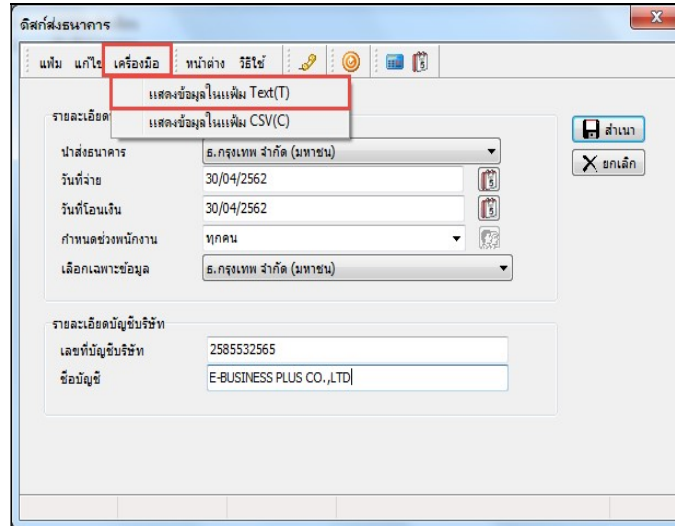 ดิสก์ส่งธนาคาร
แฟ้ม แก้ไข เครื่องมือ หน้าต่าง วิธีใช้
แสดงข้อมูลในแฟ้ม Text(T)
แสดงข้อมูลในแฟ้ม CSV(C)
รายละเอียด
นำส่งธนาคาร ธ.กรุงเทพ จำกัด (มหาชน)
สำเนา
ยกเลิก
วันที่จ่าย 30/04/2562
วันที่โอนเงิน 30/04/2562
กำหนดช่วงพนักงาน ทุกคน
เลือกเฉพาะข้อมูล ธ.กรุงเทพ จำกัด (มหาชน)
รายละเอียดบัญชีบริษัท
เลขที่บัญชีบริษัท 2585532565
ชื่อบัญชี E-BUSINESS PLUS CO.,LTD